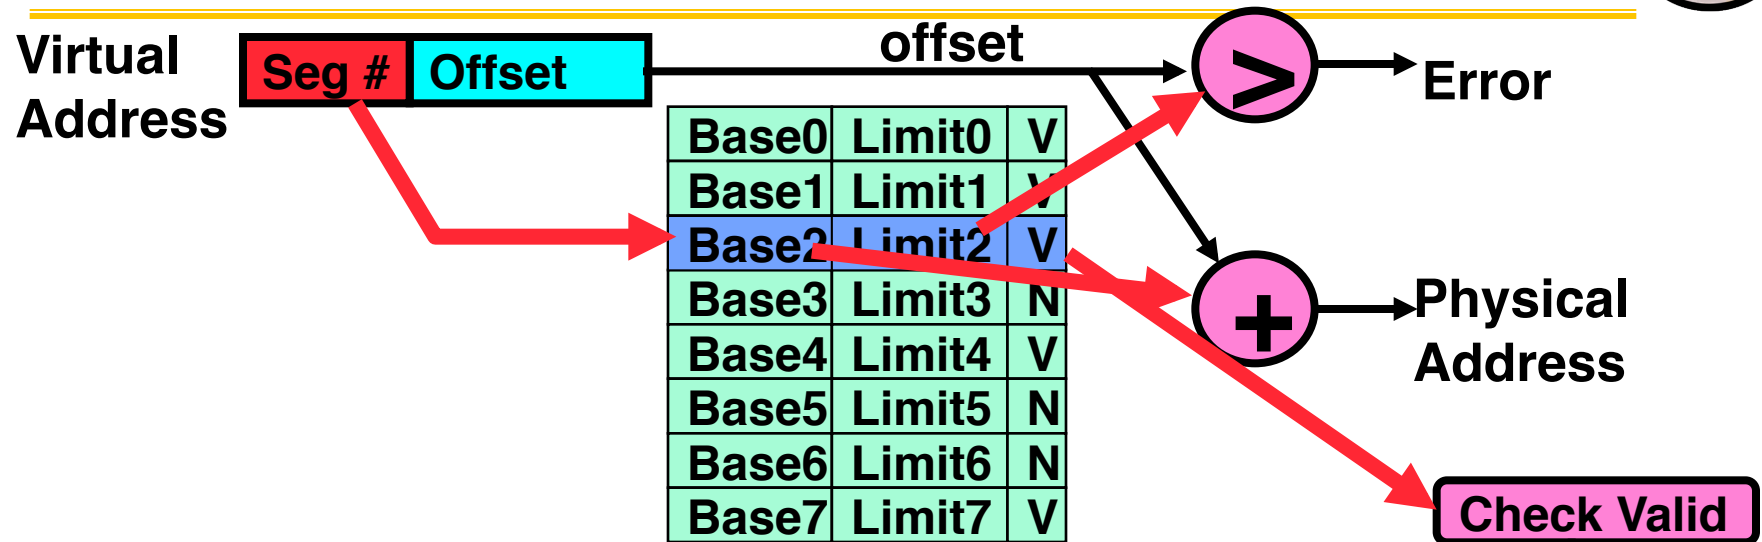 Virtual
Address
Seg # Offset
offset
>
Error
Base0 Limit0 V
Base1 Limit1 V
Base2 Limit2 V
Base3 Limit3 N
Base4 Limit4 V
Base5 Limit5 N
Base6 Limit6 N
Base7 Limit7 V
+
Physical
Address
Check Valid